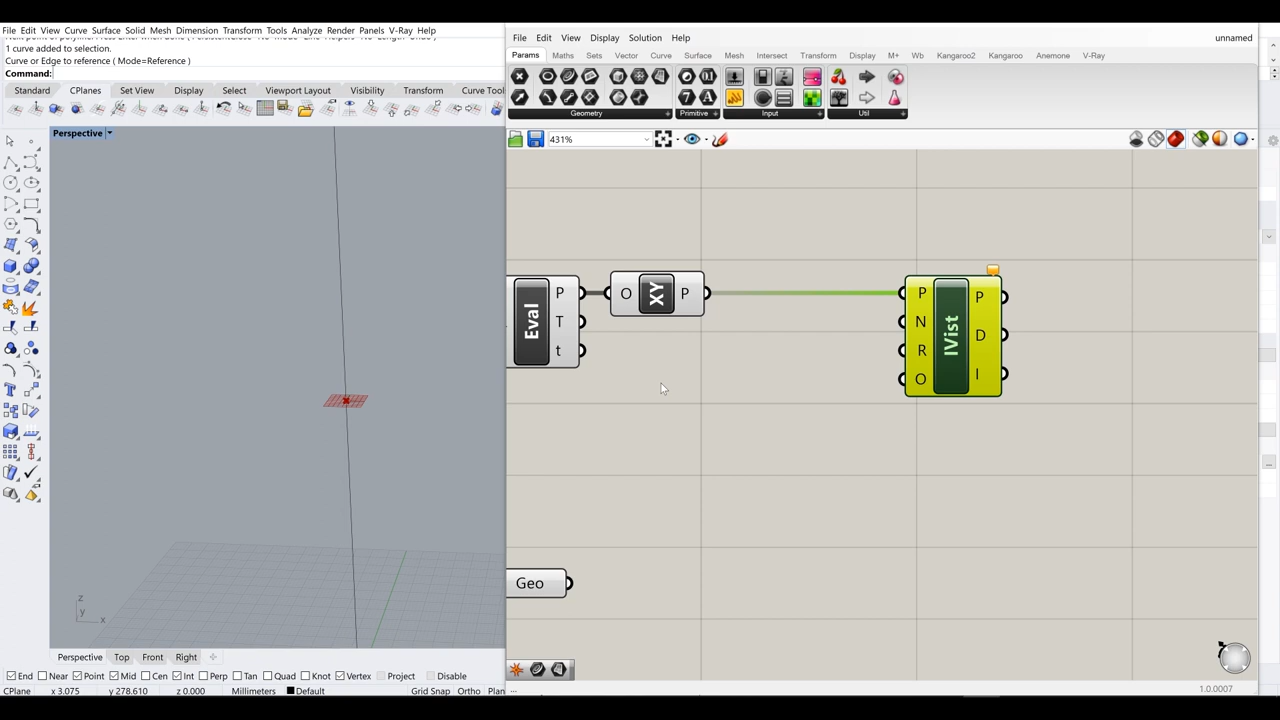 File Edit View Curve Surface Solid Mesh Dimension Transform Tools Analyze Render Panels V-Ray Help
1 curve added to selection.
Curve or Edge to reference ( Mode=Reference )
Command:
Standard CPlanes Set View Display Select Viewport Layout Visibility Transform Curve Tool
Perspective
z
y
x
Perspective Top Front Right
End Near Point Mid Cen Int Perp Tan Quad Knot Vertex Project Disable
CPlane x 3.075 y 278.610 z 0.000 Millimeters Default Grid Snap Ortho Plan
File Edit View Display Solution Help
unnamed
Params Maths Sets Vector Curve Surface Mesh Intersect Transform Display M+ Wb Kangaroo2 Kangaroo Anemone V-Ray
Geometry Primitive Input Util
431%
Eval
P
T
t
O XY P
P
N
R
O
IVist
P
D
I
Geo
...
1.0.0007